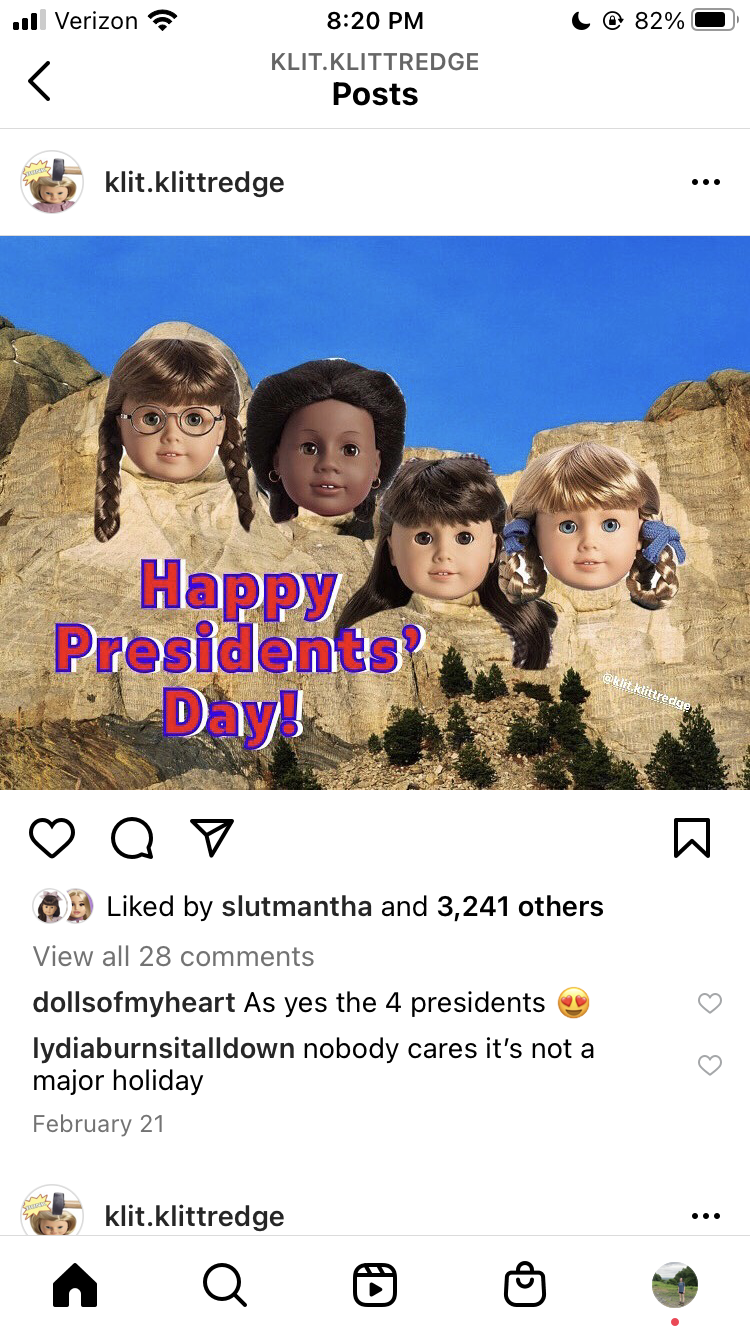 Verizon 8:20 PM 82%
KLIT.KLITTREDGE
Posts
klit.klittredge
Happy
Presidents’
Day!
@klit.klittredge
Liked by slutmantha and 3,241 others
View all 28 comments
dollsofmyheart As yes the 4 presidents 😍
lydiaburnsitalldown nobody cares it’s not a
major holiday
February 21
klit.klittredge